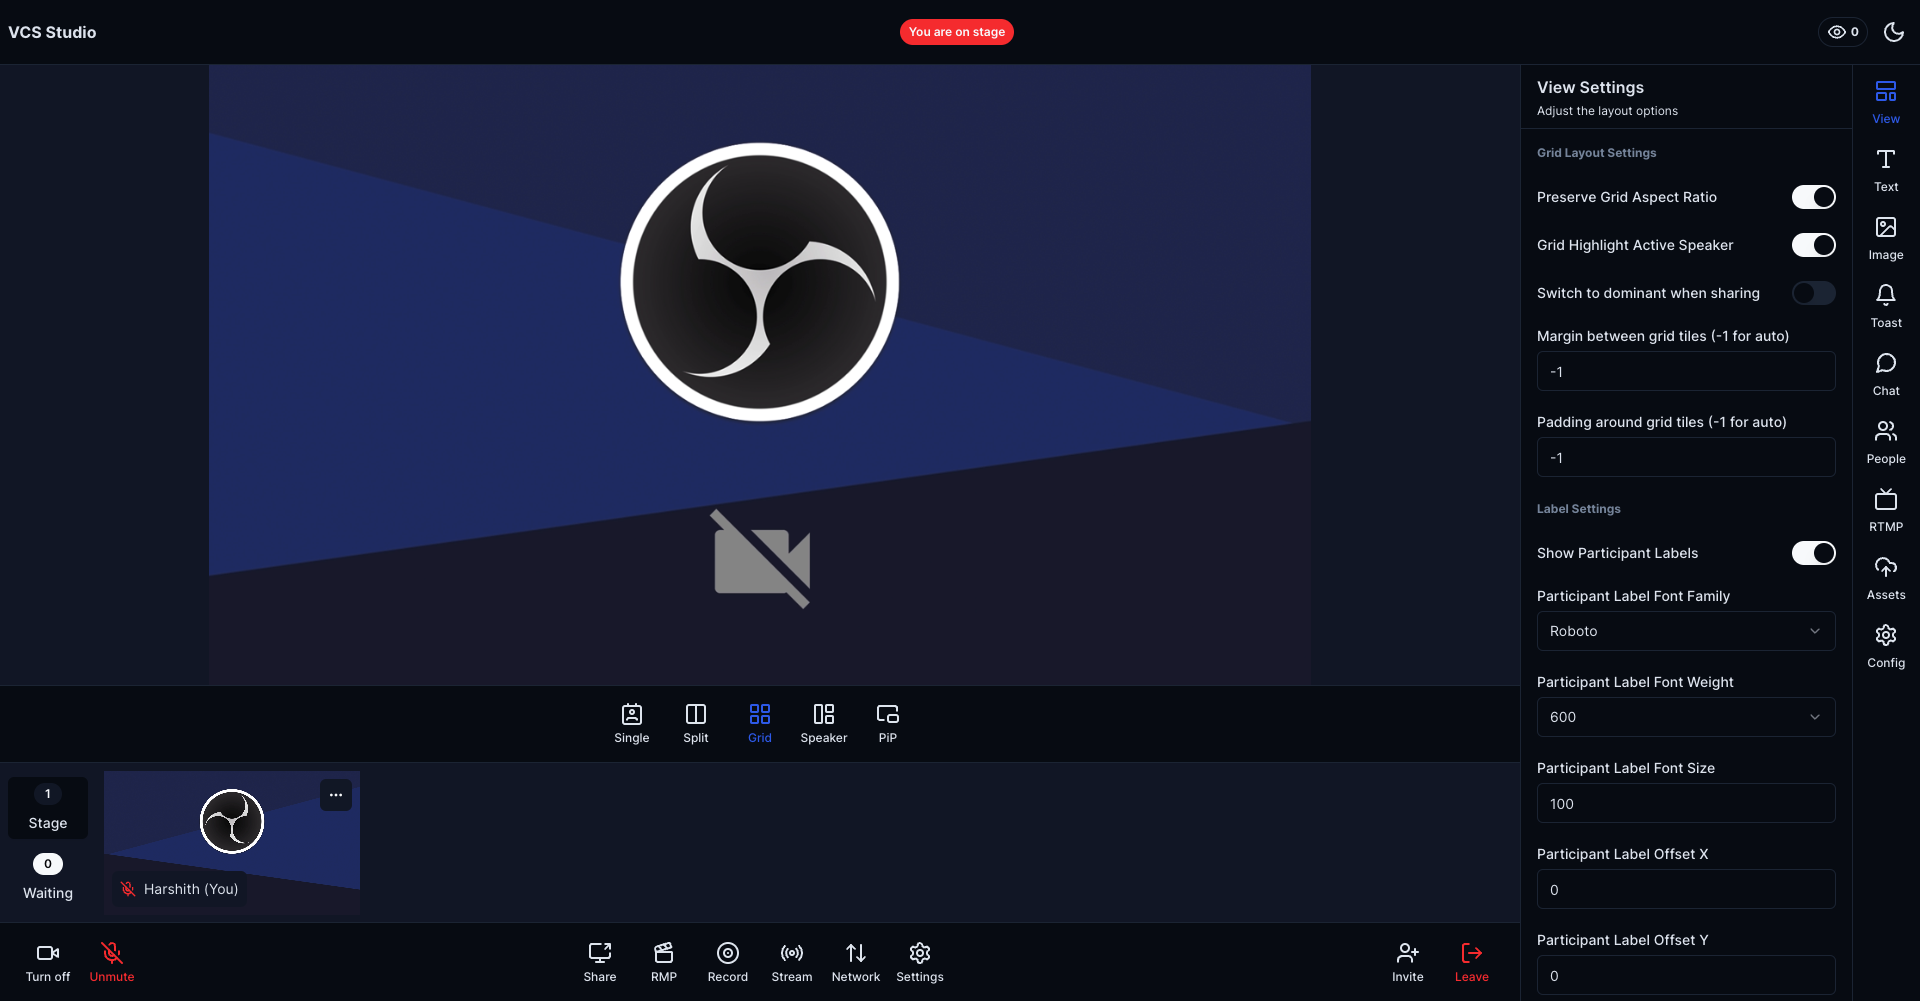 VCS Studio
You are on stage
0
View Settings
Adjust the layout options
Grid Layout Settings
Preserve Grid Aspect Ratio
Grid Highlight Active Speaker
Switch to dominant when sharing
Margin between grid tiles (-1 for auto)
-1
Padding around grid tiles (-1 for auto)
-1
Label Settings
Show Participant Labels
Participant Label Font Family
Roboto
Participant Label Font Weight
600
Participant Label Font Size
100
Participant Label Offset X
0
Participant Label Offset Y
0
View
Text
Image
Toast
Chat
People
RTMP
Assets
Config
Single
Split
Grid
Speaker
PiP
1
Stage
0
Waiting
Harshith (You)
Turn off
Unmute
Share
RMP
Record
Stream
Network
Settings
Invite
Leave